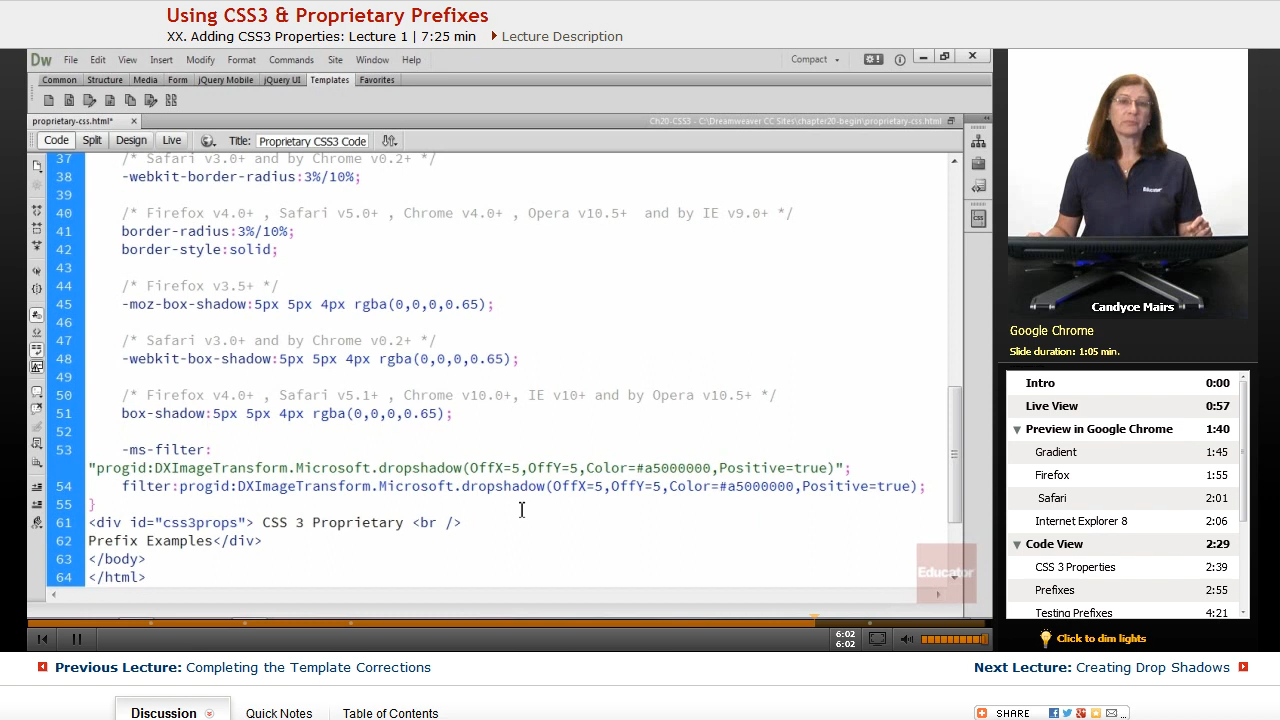 Using CSS3 & Proprietary Prefixes
XX. Adding CSS3 Properties: Lecture 1 | 7:25 min Lecture Description
Dw File Edit View Insert Modify Format Commands Site Window Help Compact
Common Structure Media Form jQuery Mobile jQuery UI Templates Favorites
proprietary-css.html* x Ch20-CSS3 - C:\Dreamweaver CC Sites\chapter20-begin\proprietary-css.html
Code Split Design Live Title: Proprietary CSS3 Code
37 /* Safari v3.0+ and by Chrome v0.2+ */
38 -webkit-border-radius:3%/10%;
39
40 /* Firefox v4.0+ , Safari v5.0+ , Chrome v4.0+ , Opera v10.5+  and by IE v9.0+ */
41 border-radius:3%/10%;
42 border-style:solid;
43
44 /* Firefox v3.5+ */
45 -moz-box-shadow:5px 5px 4px rgba(0,0,0,0.65);
46
47 /* Safari v3.0+ and by Chrome v0.2+ */
48 -webkit-box-shadow:5px 5px 4px rgba(0,0,0,0.65);
49
50 /* Firefox v4.0+ , Safari v5.1+ , Chrome v10.0+, IE v10+ and by Opera v10.5+ */
51 box-shadow:5px 5px 4px rgba(0,0,0,0.65);
52
53 -ms-filter:
"progid:DXImageTransform.Microsoft.dropshadow(OffX=5,OffY=5,Color=#a5000000,Positive=true)";
54 filter:progid:DXImageTransform.Microsoft.dropshadow(OffX=5,OffY=5,Color=#a5000000,Positive=true);
55 }
61 <div id="css3props"> CSS 3 Proprietary <br />
62 Prefix Examples</div>
63 </body>
64 </html>
Educator
6:02
6:02
Educator
Candyce Mairs
Google Chrome
Slide duration: 1:05 min.
Intro 0:00
Live View 0:57
Preview in Google Chrome 1:40
Gradient 1:45
Firefox 1:55
Safari 2:01
Internet Explorer 8 2:06
Code View 2:29
CSS 3 Properties 2:39
Prefixes 2:55
Testing Prefixes 4:21
Click to dim lights
Previous Lecture: Completing the Template Corrections
Next Lecture: Creating Drop Shadows
Discussion Quick Notes Table of Contents
SHARE